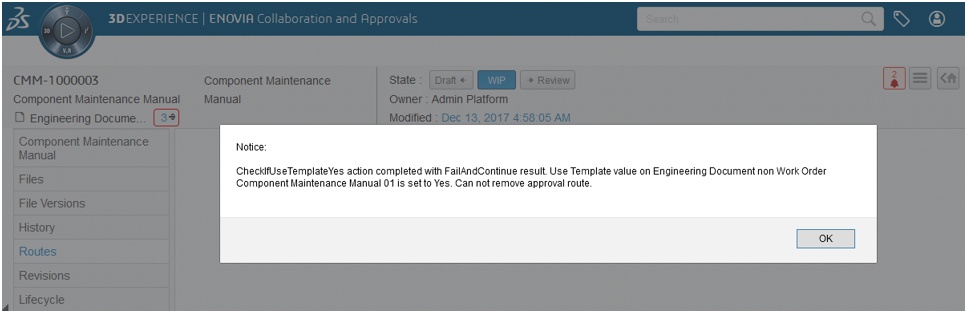 3DEXPERIENCE | ENOVIA Collaboration and Approvals
Search
3D
i²
V.R
CMM-1000003
Component Maintenance Manual
Engineering Docume... 3
Component Maintenance
Manual
State : Draft WIP Review
Owner : Admin Platform
Modified : Dec 13, 2017 4:58:05 AM
2
Component Maintenance
Manual
Files
File Versions
History
Routes
Revisions
Lifecycle
Notice:
CheckIfUseTemplateYes action completed with FailAndContinue result. Use Template value on Engineering Document non Work Order
Component Maintenance Manual 01 is set to Yes. Can not remove approval route.
OK